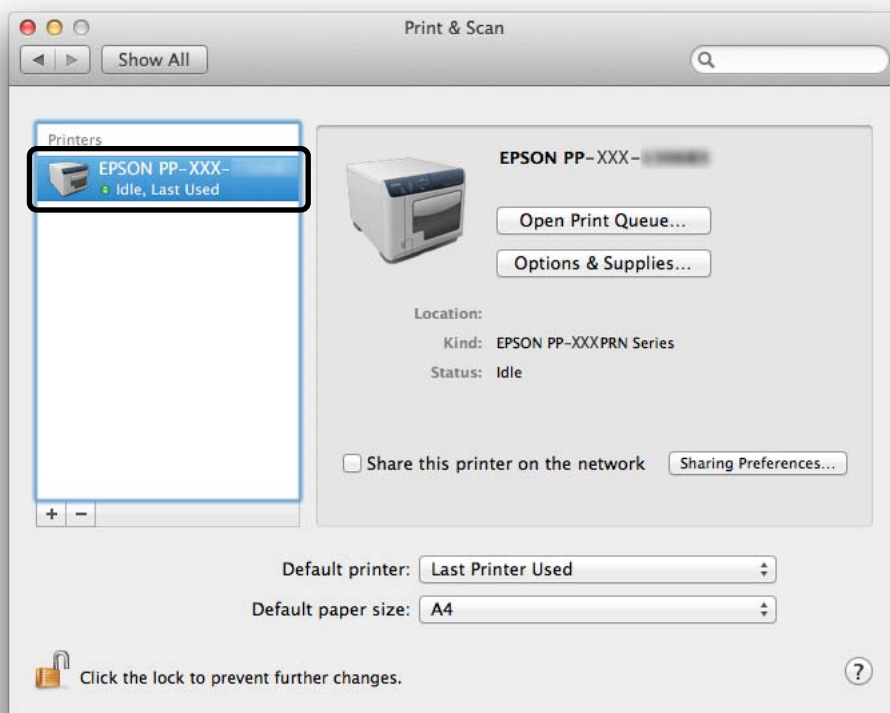 Print & Scan
Show All
Printers
EPSON PP-XXX-
Idle, Last Used
EPSON PP-XXX-
Open Print Queue...
Options & Supplies...
Location:
Kind: EPSON PP-XXXPRN Series
Status: Idle
Share this printer on the network
Sharing Preferences...
+ −
Default printer: Last Printer Used
Default paper size: A4
Click the lock to prevent further changes.
?